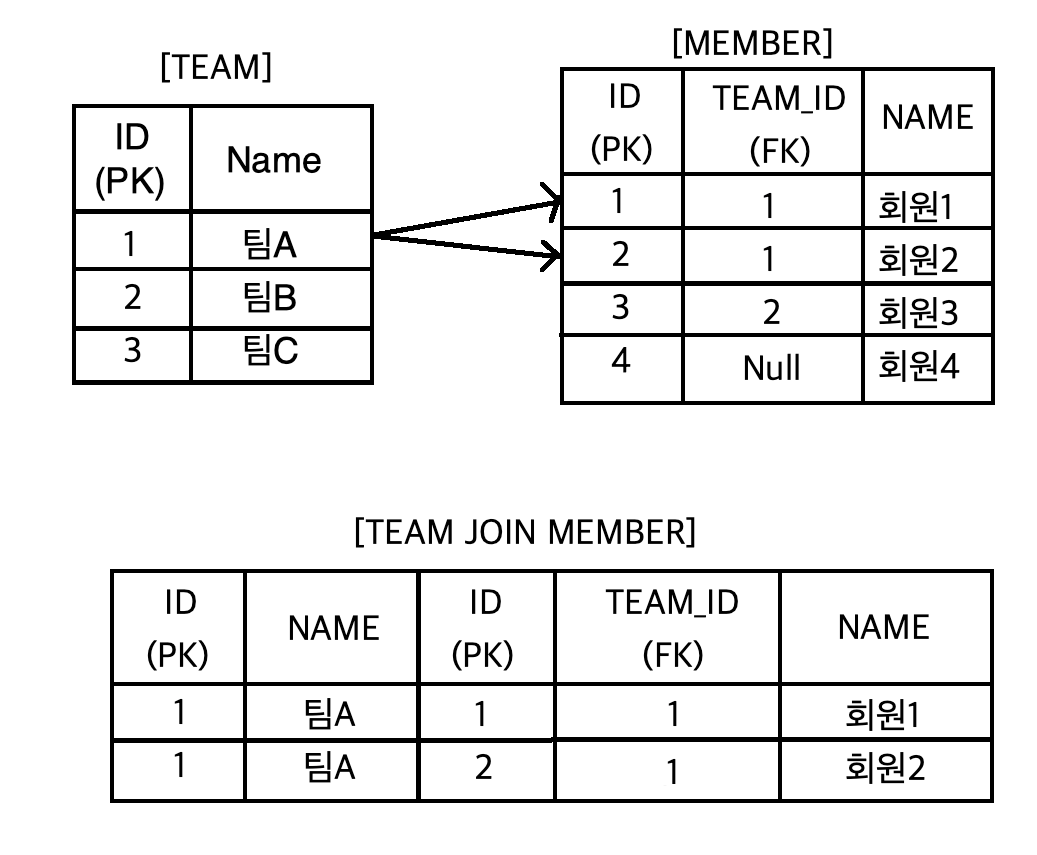 [TEAM]
ID
(PK)
Name
1
팀A
2
팀B
3
팀C
[MEMBER]
ID
(PK)
TEAM_ID
(FK)
NAME
1
1
회원1
2
1
회원2
3
2
회원3
4
Null
회원4
[TEAM JOIN MEMBER]
ID
(PK)
NAME
ID
(PK)
TEAM_ID
(FK)
NAME
1
팀A
1
1
회원1
1
팀A
2
1
회원2